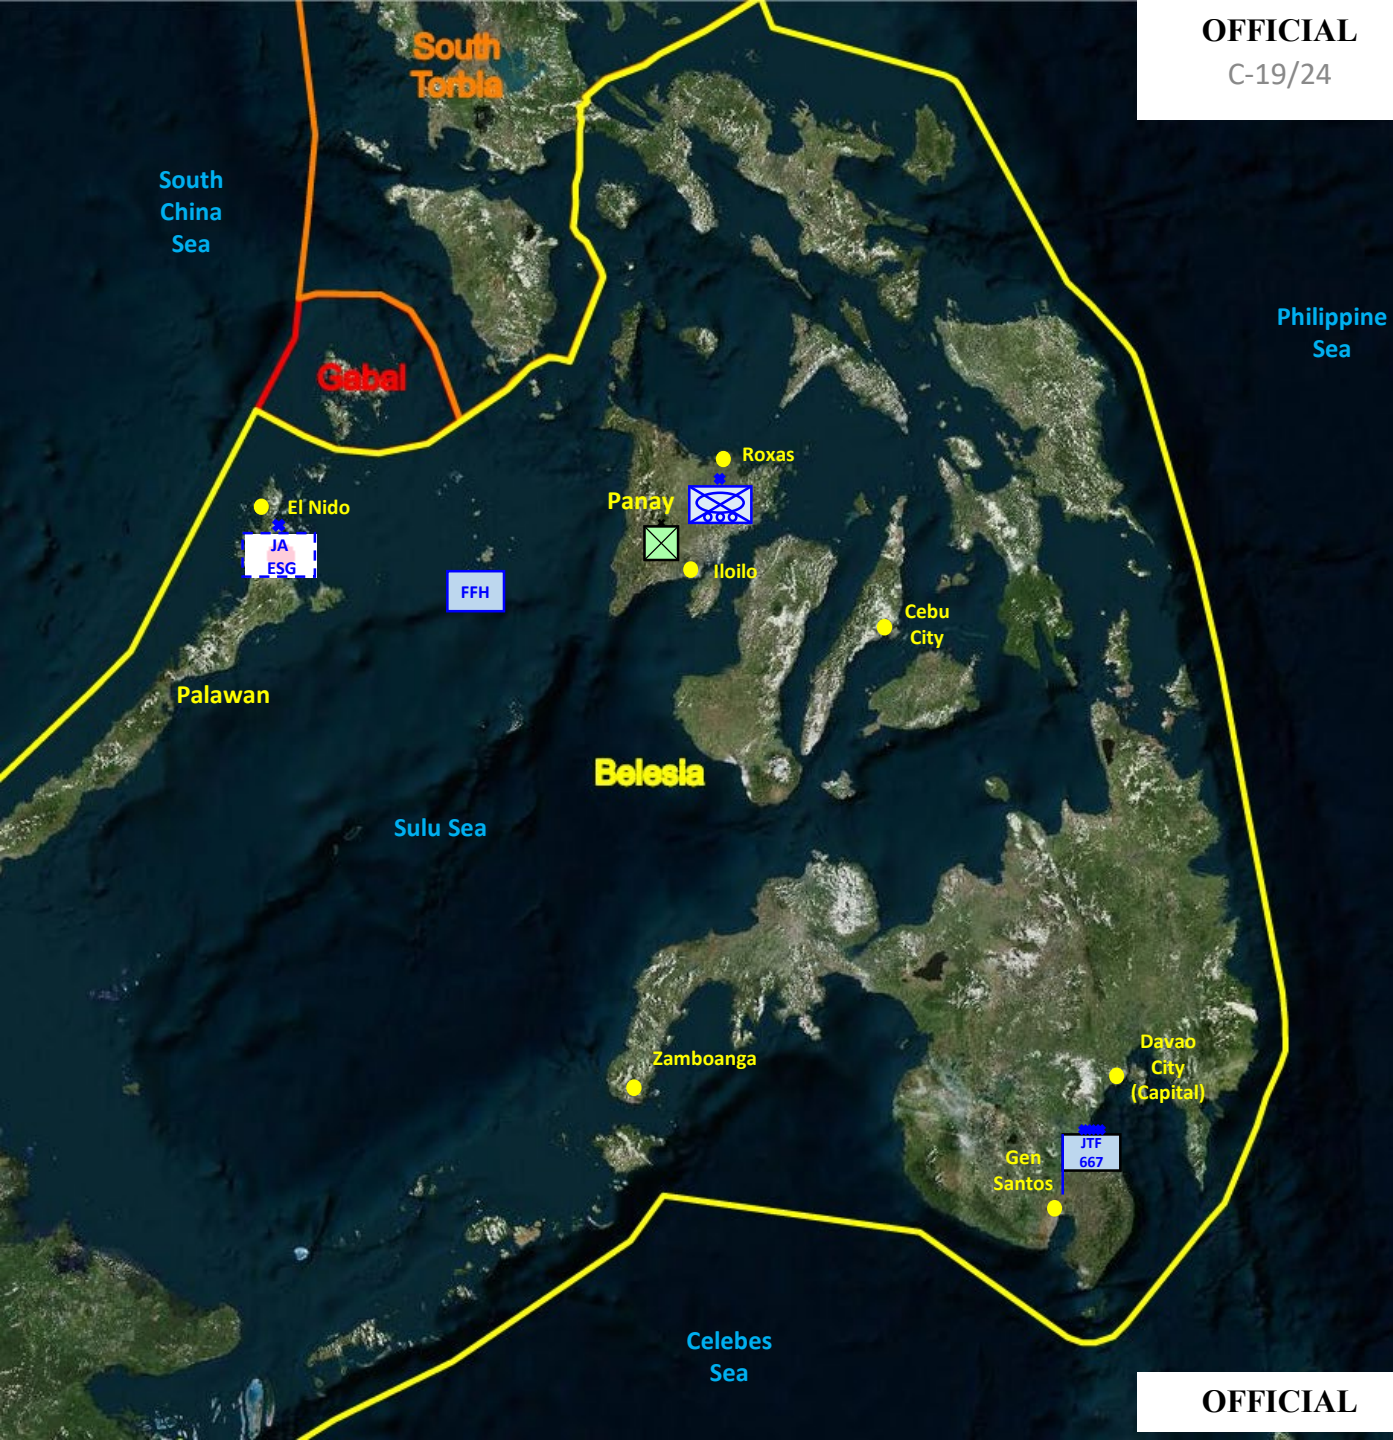 OFFICIAL
C-19/24
South
Torbia
South
China
Sea
Philippine
Sea
Gabal
Roxas
El Nido
Panay
JA
ESG
FFH
Iloilo
Cebu
City
Palawan
Belesia
Sulu Sea
Zamboanga
Davao
City
(Capital)
JTF
667
Gen
Santos
Celebes
Sea
OFFICIAL